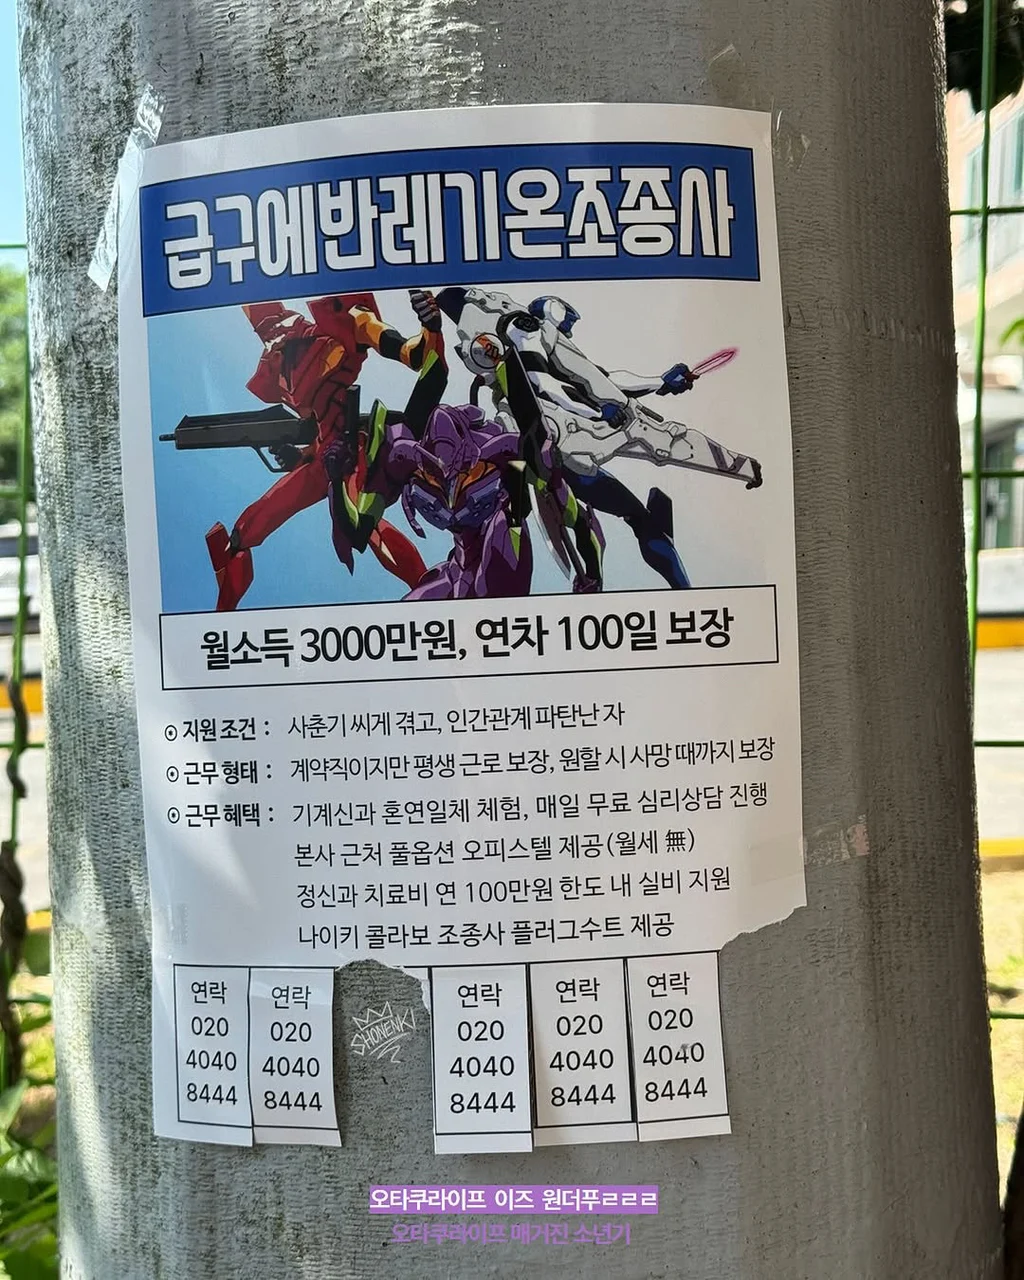 급구에반레기온조종사
월소득 3000만원, 연차 100일 보장
⊙ 지원 조건 : 사춘기 씨게 겪고, 인간관계 파탄난 자
⊙ 근무 형태 : 계약직이지만 평생 근로 보장, 원할 시 사망 때까지 보장
⊙ 근무 혜택 : 기계신과 혼연일체 체험, 매일 무료 심리상담 진행
본사 근처 풀옵션 오피스텔 제공(월세 無)
정신과 치료비 연 100만원 한도 내 실비 지원
나이키 콜라보 조종사 플러그수트 제공
연락
020
4040
8444
연락
020
4040
8444
SHONENKI
연락
020
4040
8444
연락
020
4040
8444
연락
020
4040
8444
오타쿠라이프 이즈 원더푸ㄹㄹㄹ
오타쿠라이프 매거진 소년기